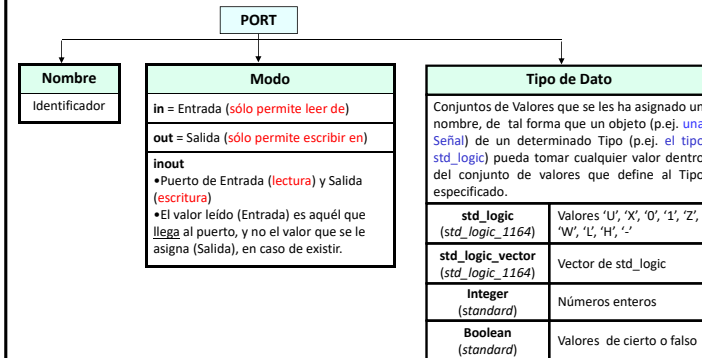 PORT
Nombre
Identificador
Modo
in = Entrada (sólo permite leer de)
out = Salida (sólo permite escribir en)
inout
•Puerto de Entrada (lectura) y Salida
(escritura)
•El valor leído (Entrada) es aquél que
llega al puerto, y no el valor que se le
asigna (Salida), en caso de existir.
Tipo de Dato
Conjuntos de Valores que se les ha asignado un
nombre, de tal forma que un objeto (p.ej. una
Señal) de un determinado Tipo (p.ej. el tipo
std_logic) pueda tomar cualquier valor dentro
del conjunto de valores que define al Tipo
especificado.
std_logic
(std_logic_1164)
Valores ‘U’, ‘X’, ‘0’, ‘1’, ‘Z’,
‘W’, ‘L’, ‘H’, ‘-’
std_logic_vector
(std_logic_1164)
Vector de std_logic
Integer
(standard)
Números enteros
Boolean
(standard)
Valores de cierto o falso